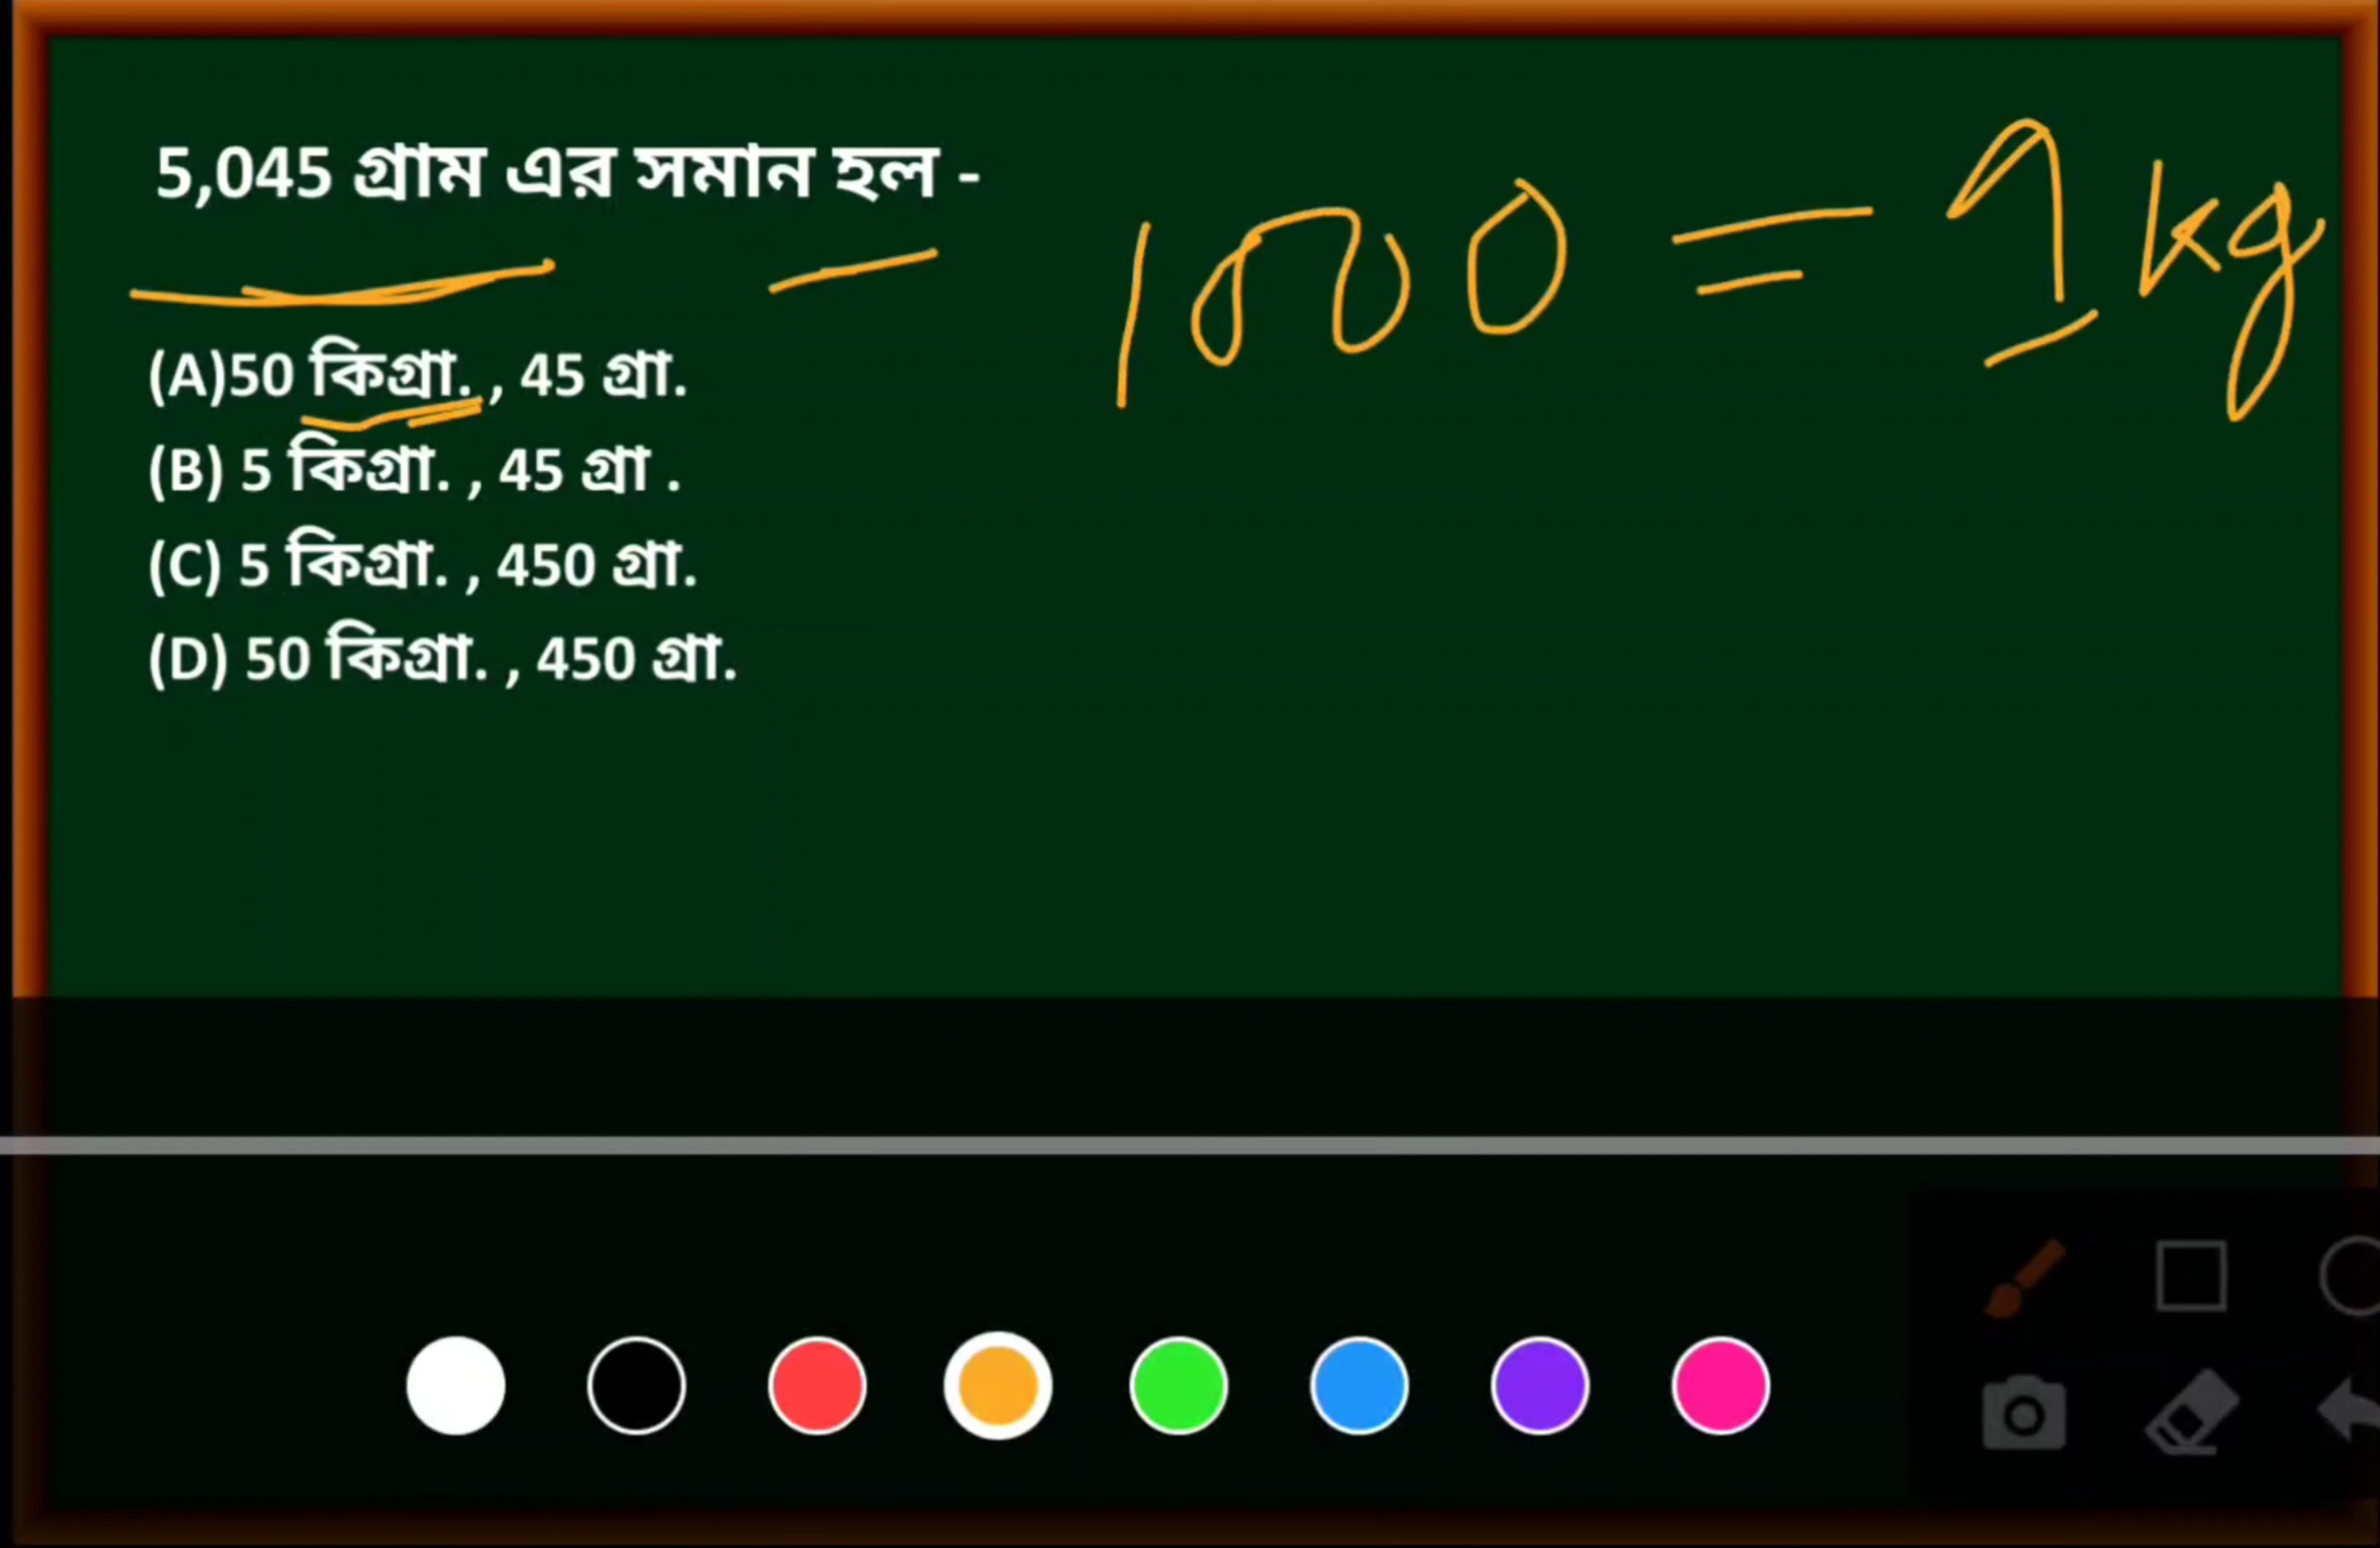 5,045 গ্রাম এর সমান হল -
1000 = 1 kg
(A)50 কিগ্রা. , 45 গ্রা.
(B) 5 কিগ্রা. , 45 গ্রা .
(C) 5 কিগ্রা. , 450 গ্রা.
(D) 50 কিগ্রা. , 450 গ্রা.